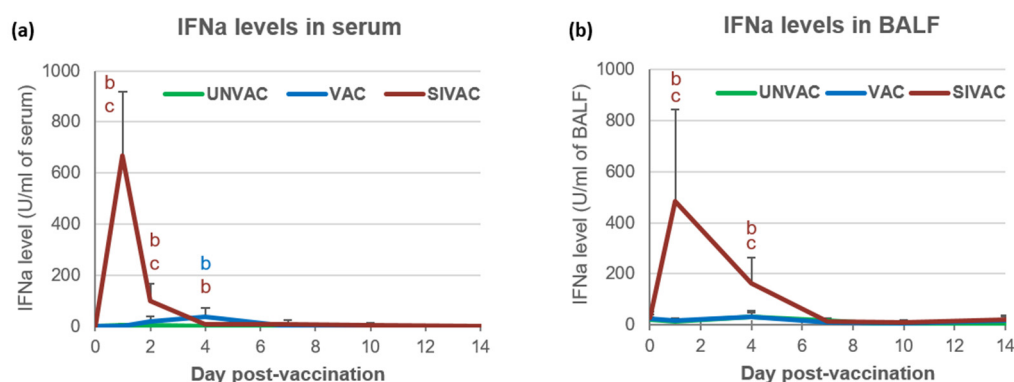 (a)
IFNa levels in serum
IFNa level (U/ml of serum)
1000
800
600
400
200
0
UNVAC VAC SIVAC
b
c
b
c
b
b
0 2 4 6 8 10 12 14
Day post-vaccination
(b)
IFNa levels in BALF
IFNa level (U/ml of BALF)
1000
800
600
400
200
0
UNVAC VAC SIVAC
b
c
b
c
0 2 4 6 8 10 12 14
Day post-vaccination